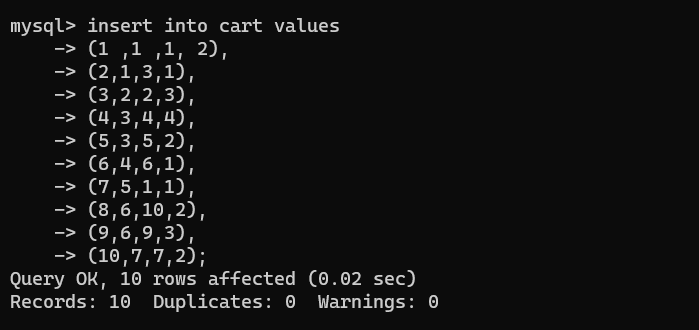 mysql> insert into cart values
    -> (1 ,1 ,1, 2),
    -> (2,1,3,1),
    -> (3,2,2,3),
    -> (4,3,4,4),
    -> (5,3,5,2),
    -> (6,4,6,1),
    -> (7,5,1,1),
    -> (8,6,10,2),
    -> (9,6,9,3),
    -> (10,7,7,2);
Query OK, 10 rows affected (0.02 sec)
Records: 10  Duplicates: 0  Warnings: 0